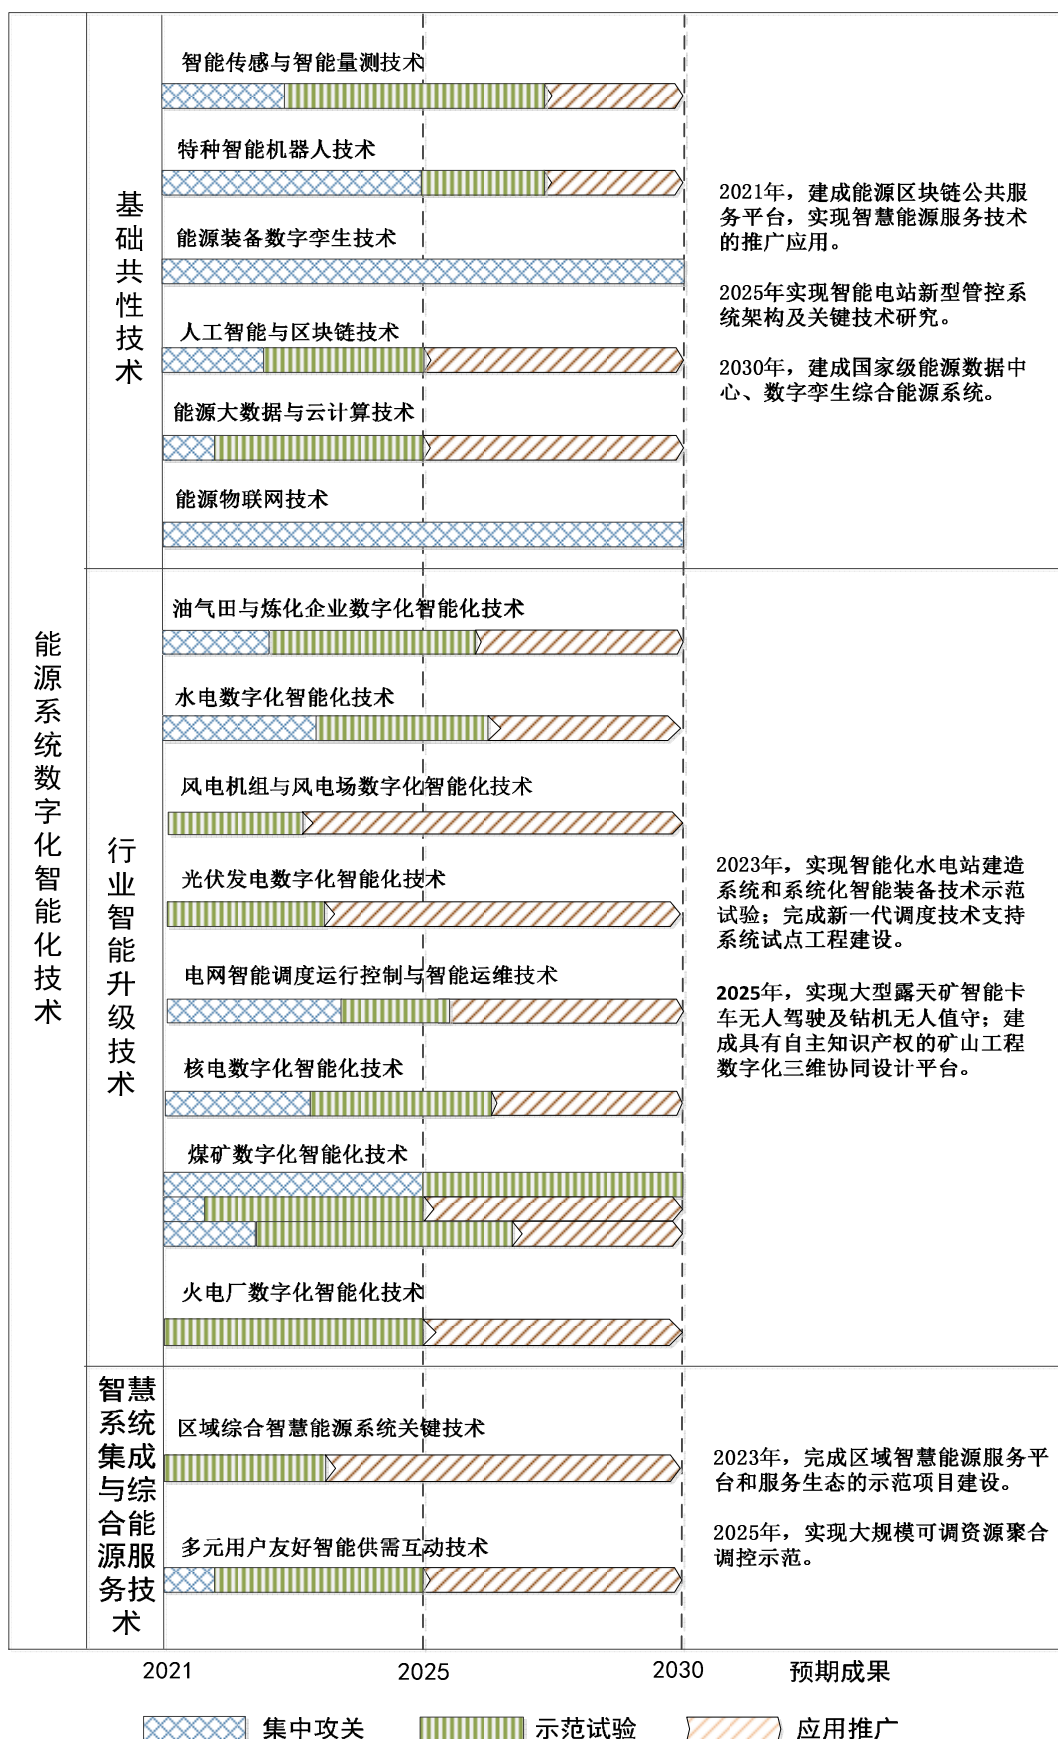 能源系统数字化智能化技术
基础共性技术
智能传感与智能量测技术
特种智能机器人技术
能源装备数字孪生技术
人工智能与区块链技术
能源大数据与云计算技术
能源物联网技术
2021年，建成能源区块链公共服
务平台，实现智慧能源服务技术
的推广应用。
2025年实现智能电站新型管控系
统架构及关键技术研究。
2030年，建成国家级能源数据中
心、数字孪生综合能源系统。
行业智能升级技术
油气田与炼化企业数字化智能化技术
水电数字化智能化技术
风电机组与风电场数字化智能化技术
光伏发电数字化智能化技术
电网智能调度运行控制与智能运维技术
核电数字化智能化技术
煤矿数字化智能化技术
火电厂数字化智能化技术
2023年，实现智能化水电站建造
系统和系统化智能装备技术示范
试验；完成新一代调度技术支持
系统试点工程建设。
2025年，实现大型露天矿智能卡
车无人驾驶及钻机无人值守；建
成具有自主知识产权的矿山工程
数字化三维协同设计平台。
智慧
系统
集成
与综
合能
源服
务技
术
区域综合智慧能源系统关键技术
多元用户友好智能供需互动技术
2023年，完成区域智慧能源服务平
台和服务生态的示范项目建设。
2025年，实现大规模可调资源聚合
调控示范。
2021 2025 2030 预期成果
集中攻关 示范试验 应用推广